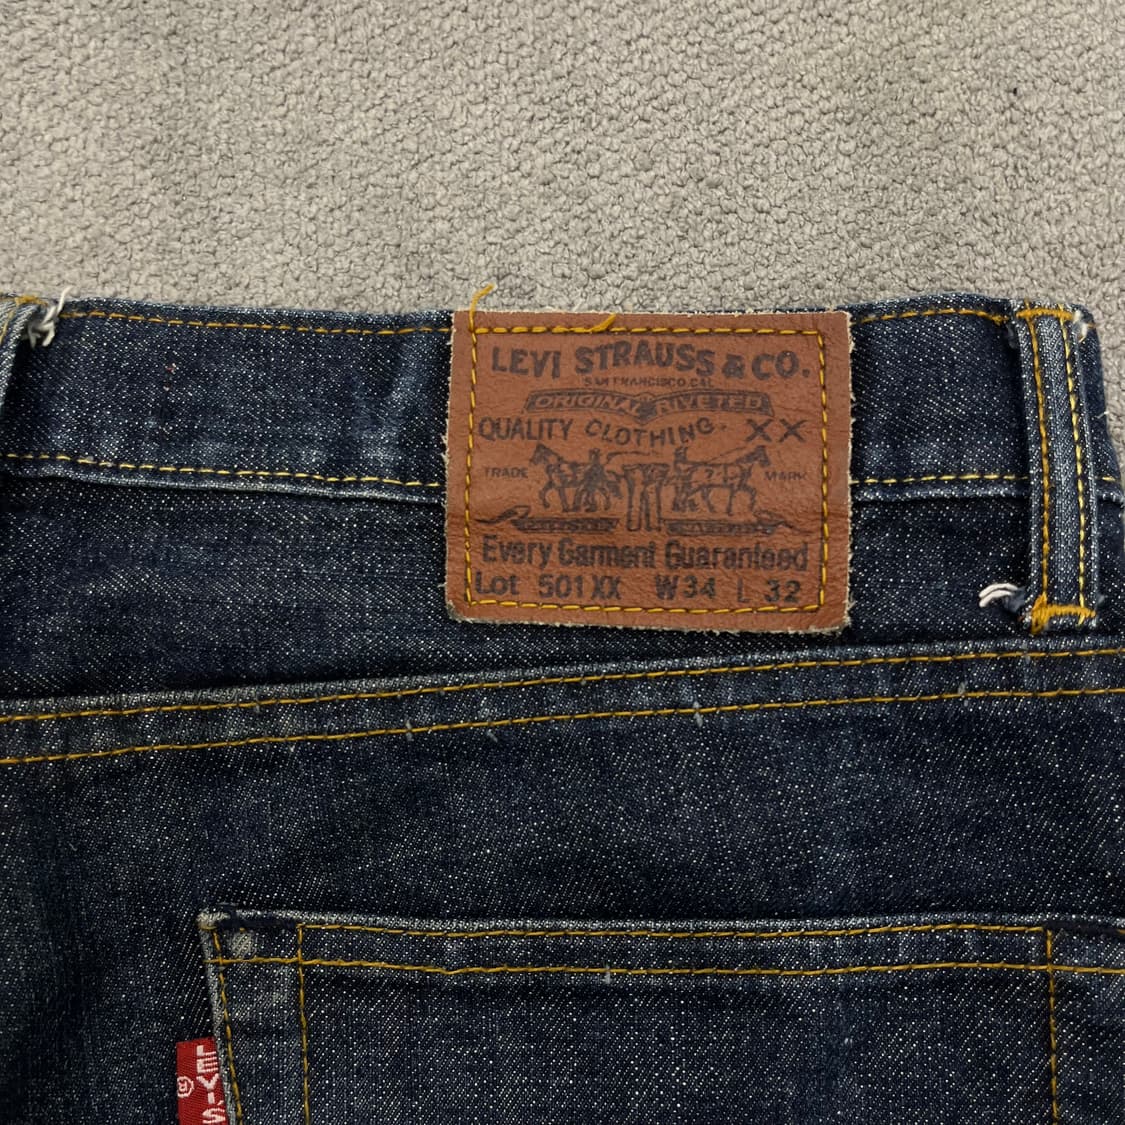 LEVI STRAUSS & CO.
SAN FRANCISCO, CAL
ORIGINAL RIVETED
QUALITY CLOTHING. XX
TRADE MARK
Every Garment Guaranteed
Lot 501XX W34 L 32
LEVI'S
®